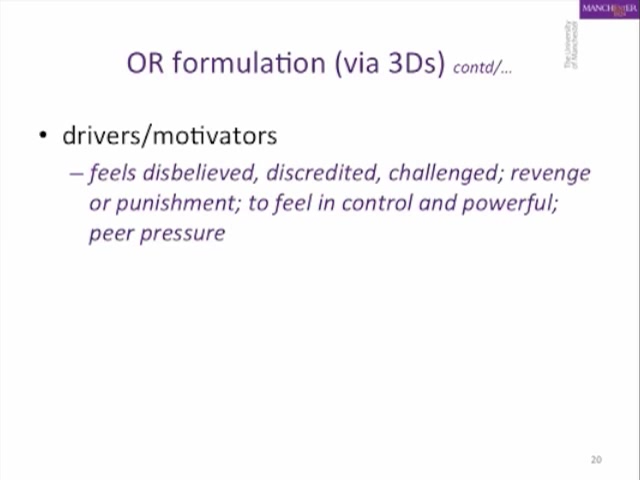 MANCHESTER
1824
The University
of Manchester
OR formulation (via 3Ds) contd/...
• drivers/motivators
– feels disbelieved, discredited, challenged; revenge
or punishment; to feel in control and powerful;
peer pressure
20